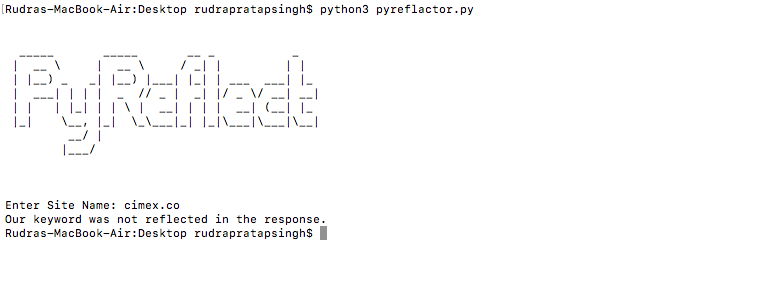 [Rudras-MacBook-Air:Desktop rudrapratapsingh$ python3 pyreflactor.py
PyReflect
Enter Site Name: cimex.co
Our keyword was not reflected in the response.
Rudras-MacBook-Air:Desktop rudrapratapsingh$